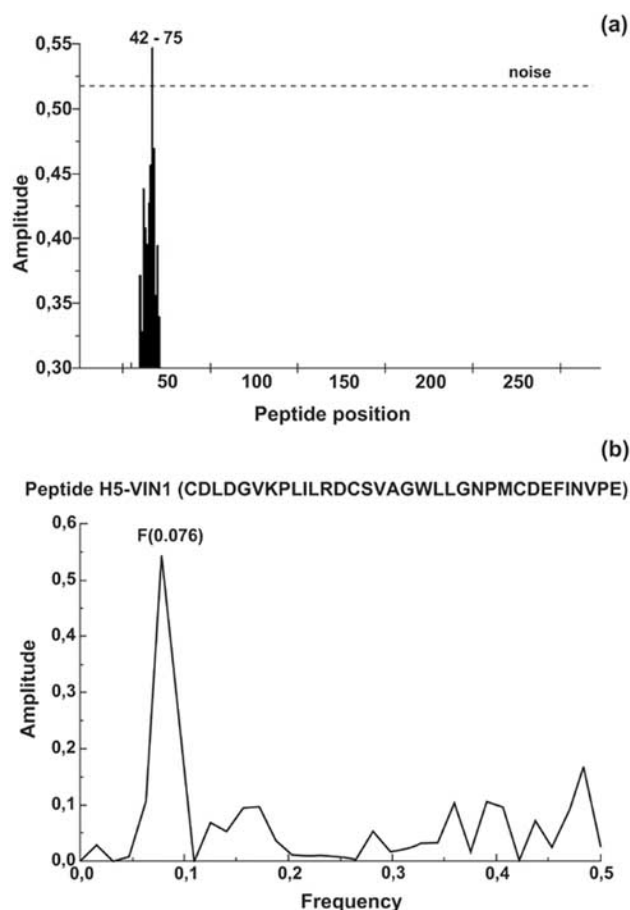 (a)
42 - 75
0,55
noise
0,50
0,45
Amplitude
0,40
0,35
0,30
50 100 150 200 250
Peptide position
(b)
Peptide H5-VIN1 (CDLDGVKPLILRDCSVAGWLLGNPMCDEFINVPE)
0,6
F(0.076)
0,5
0,4
Amplitude
0,3
0,2
0,1
0,0
0,0 0,1 0,2 0,3 0,4 0,5
Frequency